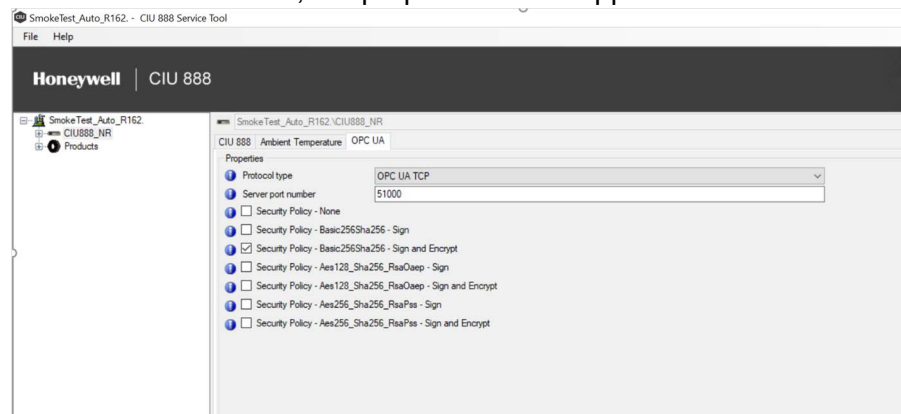 SmokeTest_Auto_R162. - CIU 888 Service Tool
File Help
Honeywell | CIU 888
SmokeTest_Auto_R162.
CIU888_NR
Products
SmokeTest_Auto_R162.\CIU888_NR
CIU 888 Ambient Temperature OPC UA
Properties
Protocol type OPC UA TCP
Server port number 51000
Security Policy - None
Security Policy - Basic256Sha256 - Sign
Security Policy - Basic256Sha256 - Sign and Encrypt
Security Policy - Aes128_Sha256_RsaOaep - Sign
Security Policy - Aes128_Sha256_RsaOaep - Sign and Encrypt
Security Policy - Aes256_Sha256_RsaPss - Sign
Security Policy - Aes256_Sha256_RsaPss - Sign and Encrypt